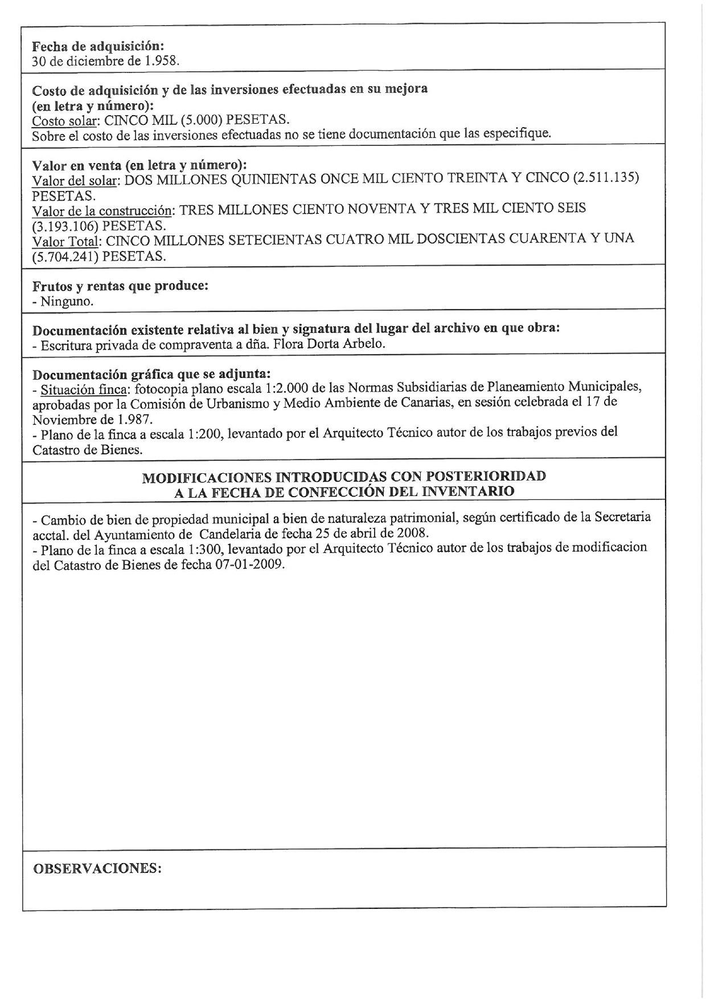 Fecha de adquisición:
30 de diciembre de 1.958.
Costo de adquisición y de las inversiones efectuadas en su mejora
(en letra y número):
Costo solar: CINCO MIL (5.000) PESETAS.
Sobre el costo de las inversiones efectuadas no se tiene documentación que las especifique.
Valor en venta (en letra y número):
Valor del solar: DOS MILLONES QUINIENTAS ONCE MIL CIENTO TREINTA Y CINCO (2.511.135)
PESETAS.
Valor de la construcción: TRES MILLONES CIENTO NOVENTA Y TRES MIL CIENTO SEIS
(3.193.106) PESETAS.
Valor Total: CINCO MILLONES SETECIENTAS CUATRO MIL DOSCIENTAS CUARENTA Y UNA
(5.704.241) PESETAS.
Frutos y rentas que produce:
- Ninguno.
Documentación existente relativa al bien y signatura del lugar del archivo en que obra:
- Escritura privada de compraventa a dña. Flora Dorta Arbelo.
Documentación gráfica que se adjunta:
- Situación finca: fotocopia plano escala 1:2.000 de las Normas Subsidiarias de Planeamiento Municipales,
aprobadas por la Comisión de Urbanismo y Medio Ambiente de Canarias, en sesión celebrada el 17 de
Noviembre de 1.987.
- Plano de la finca a escala 1:200, levantado por el Arquitecto Técnico autor de los trabajos previos del
Catastro de Bienes.
MODIFICACIONES INTRODUCIDAS CON POSTERIORIDAD
A LA FECHA DE CONFECCIÓN DEL INVENTARIO
- Cambio de bien de propiedad municipal a bien de naturaleza patrimonial, según certificado de la Secretaria
acctal. del Ayuntamiento de Candelaria de fecha 25 de abril de 2008.
- Plano de la finca a escala 1:300, levantado por el Arquitecto Técnico autor de los trabajos de modificacion
del Catastro de Bienes de fecha 07-01-2009.
OBSERVACIONES: